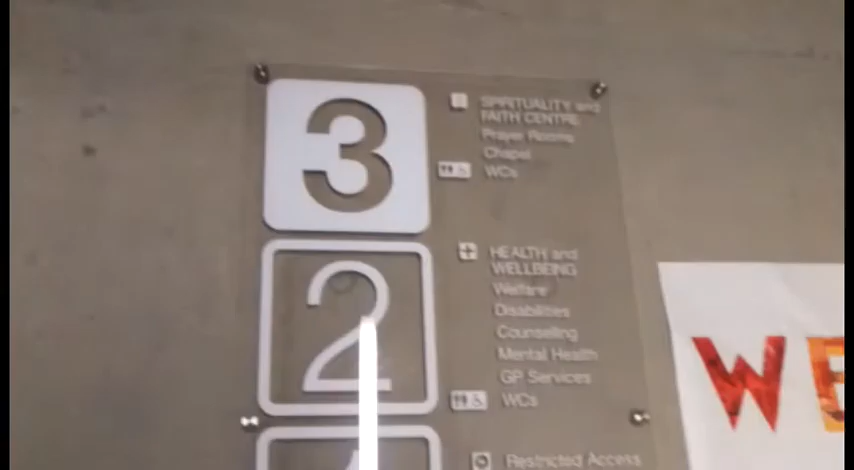 3
SPIRITUALITY and
FAITH CENTRE
Prayer Rooms
Chapel
WCs
2
HEALTH and
WELLBEING
Welfare
Disabilities
Counselling
Mental Health
GP Services
WCs
Restricted Access
WE